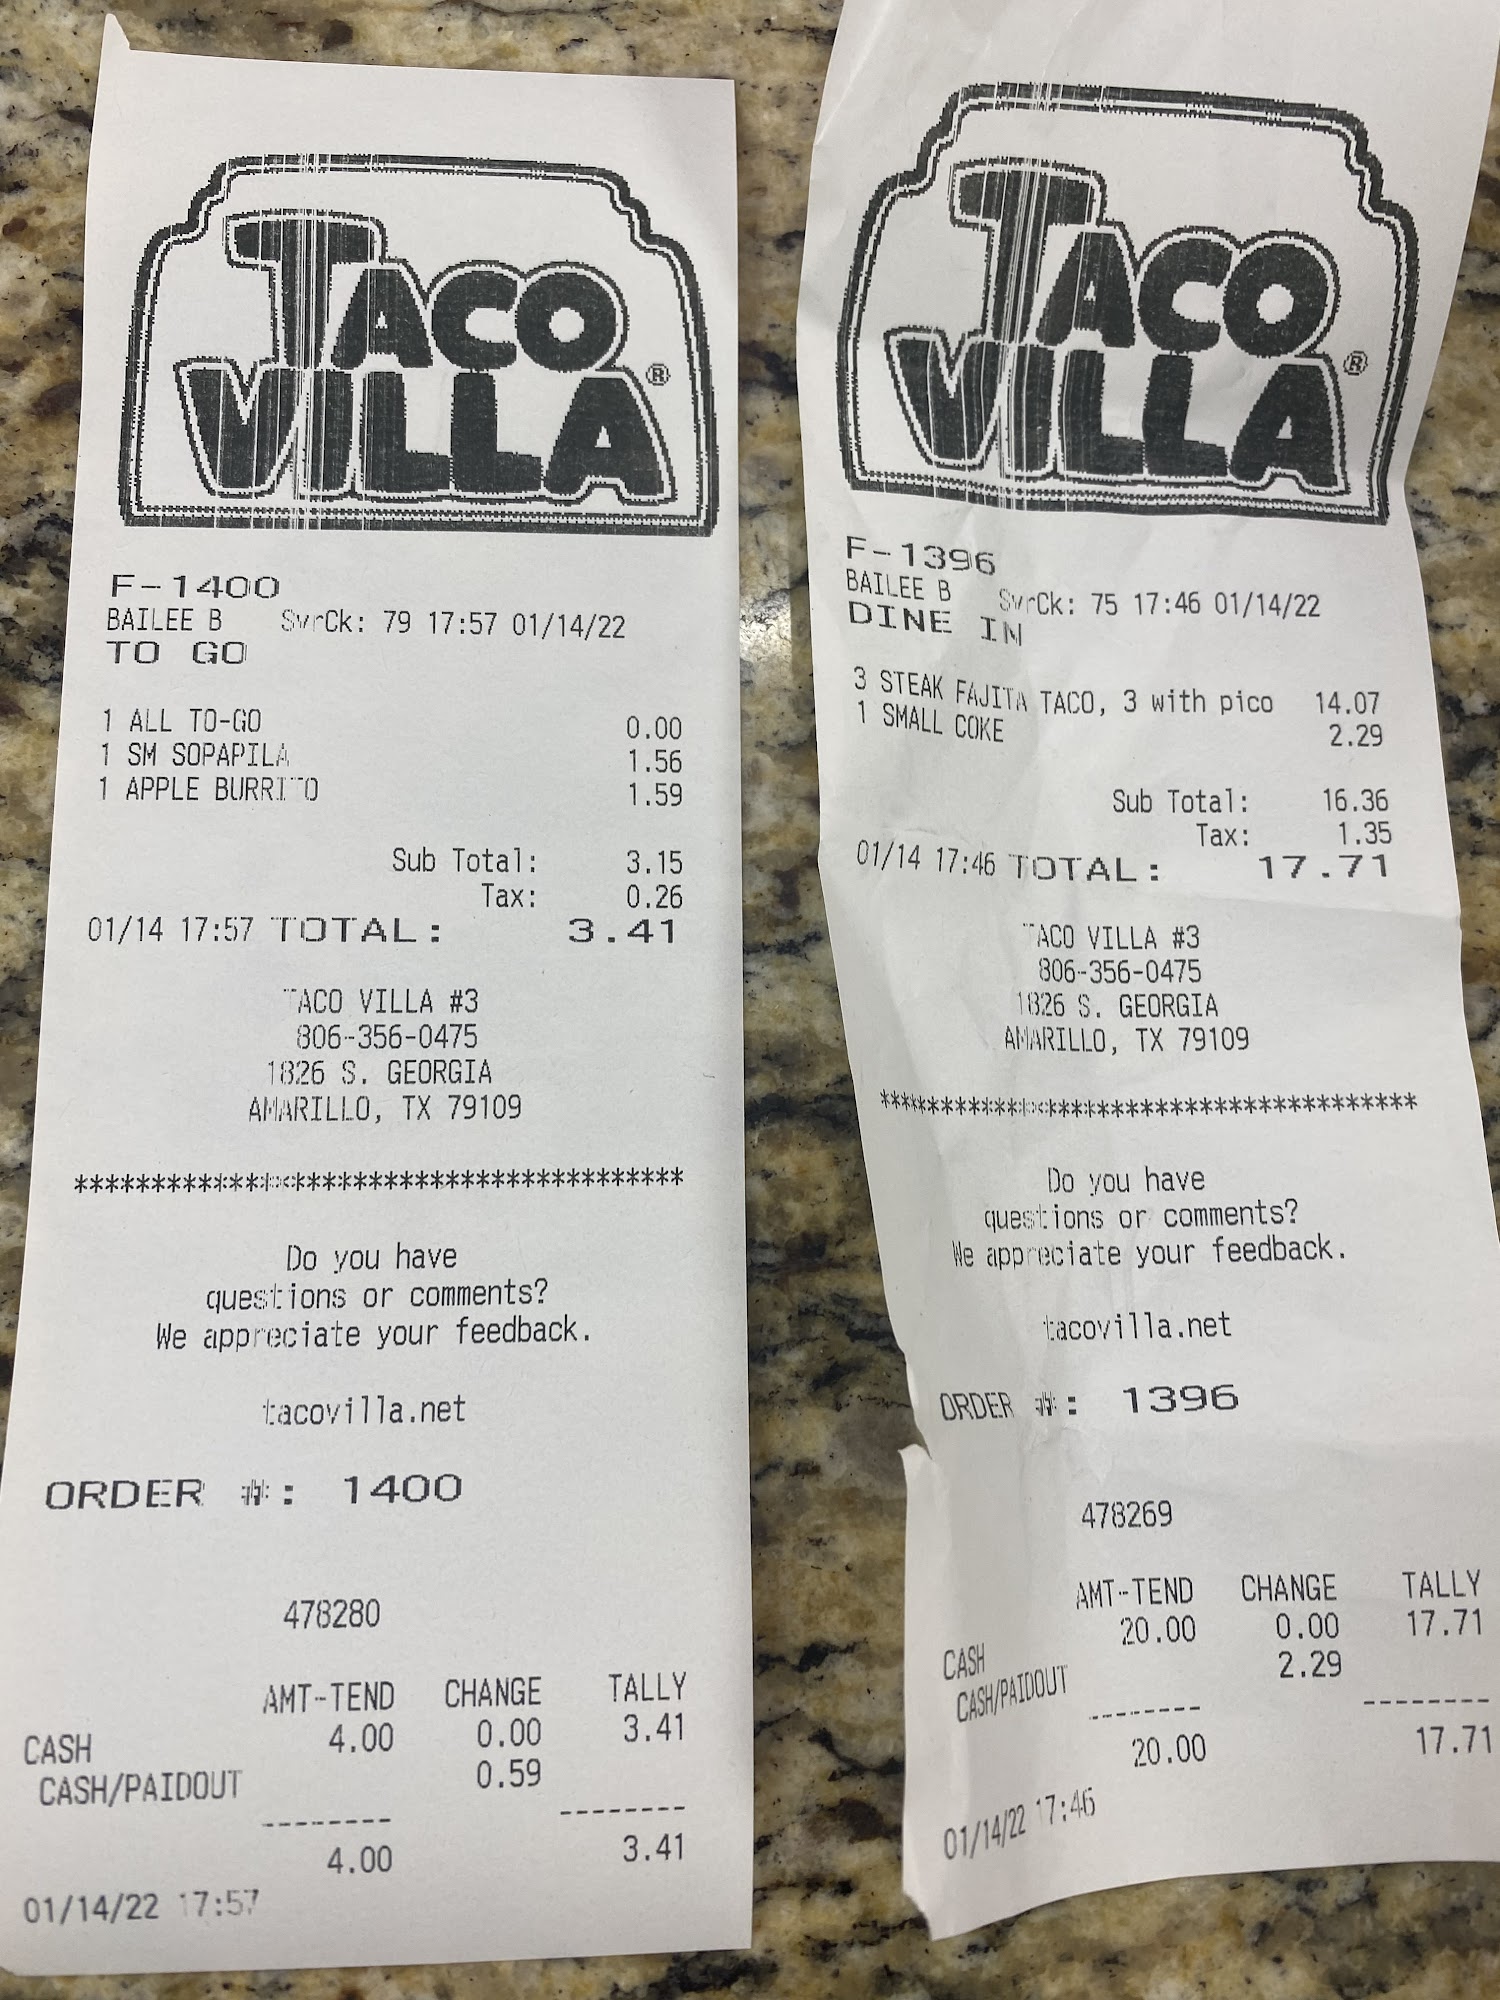 TACO
VILLA®
F-1400
BAILEE B SvrCk: 79 17:57 01/14/22
TO GO
1 ALL TO-GO 0.00
1 SM SOPAPILA 1.56
1 APPLE BURRITO 1.59
Sub Total: 3.15
Tax: 0.26
01/14 17:57 TOTAL: 3.41
TACO VILLA #3
806-356-0475
1826 S. GEORGIA
AMARILLO, TX 79109
****************************************
Do you have
questions or comments?
We appreciate your feedback.
tacovilla.net
ORDER #: 1400
478280
AMT-TEND CHANGE TALLY
CASH 4.00 0.00 3.41
CASH/PAIDOUT 0.59
-------- --------
4.00 3.41
01/14/22 17:57
TACO
VILLA®
F-1396
BAILEE B SvrCk: 75 17:46 01/14/22
DINE IN
3 STEAK FAJITA TACO, 3 with pico 14.07
1 SMALL COKE 2.29
Sub Total: 16.36
Tax: 1.35
01/14 17:46 TOTAL: 17.71
TACO VILLA #3
806-356-0475
1826 S. GEORGIA
AMARILLO, TX 79109
****************************************
Do you have
questions or comments?
We appreciate your feedback.
tacovilla.net
ORDER #: 1396
478269
AMT-TEND CHANGE TALLY
CASH 20.00 0.00 17.71
CASH/PAIDOUT 2.29
-------- --------
20.00 17.71
01/14/22 17:46